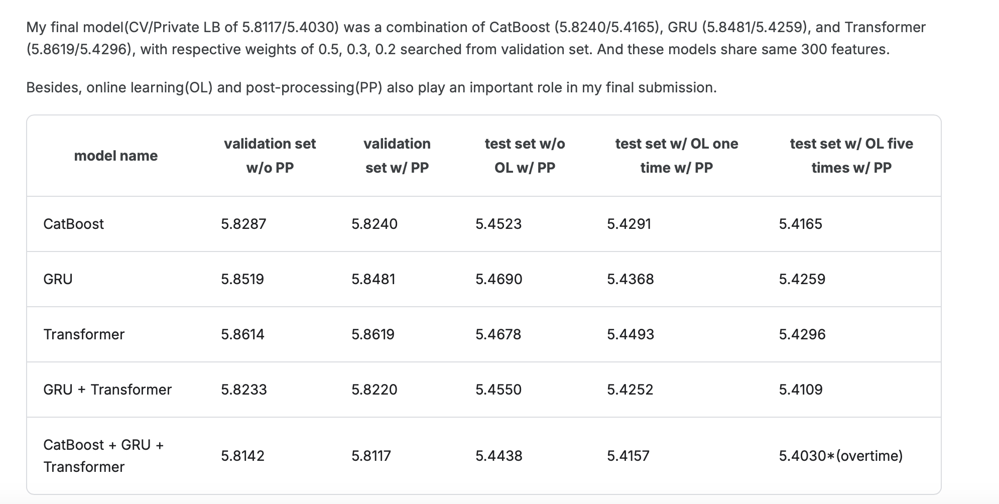 My final model(CV/Private LB of 5.8117/5.4030) was a combination of CatBoost (5.8240/5.4165), GRU (5.8481/5.4259), and Transformer
(5.8619/5.4296), with respective weights of 0.5, 0.3, 0.2 searched from validation set. And these models share same 300 features.
Besides, online learning(OL) and post-processing(PP) also play an important role in my final submission.
model name validation set w/o PP validation set w/ PP test set w/o OL w/ PP test set w/ OL one time w/ PP test set w/ OL five times w/ PP
CatBoost 5.8287 5.8240 5.4523 5.4291 5.4165
GRU 5.8519 5.8481 5.4690 5.4368 5.4259
Transformer 5.8614 5.8619 5.4678 5.4493 5.4296
GRU + Transformer 5.8233 5.8220 5.4550 5.4252 5.4109
CatBoost + GRU + Transformer 5.8142 5.8117 5.4438 5.4157 5.4030*(overtime)